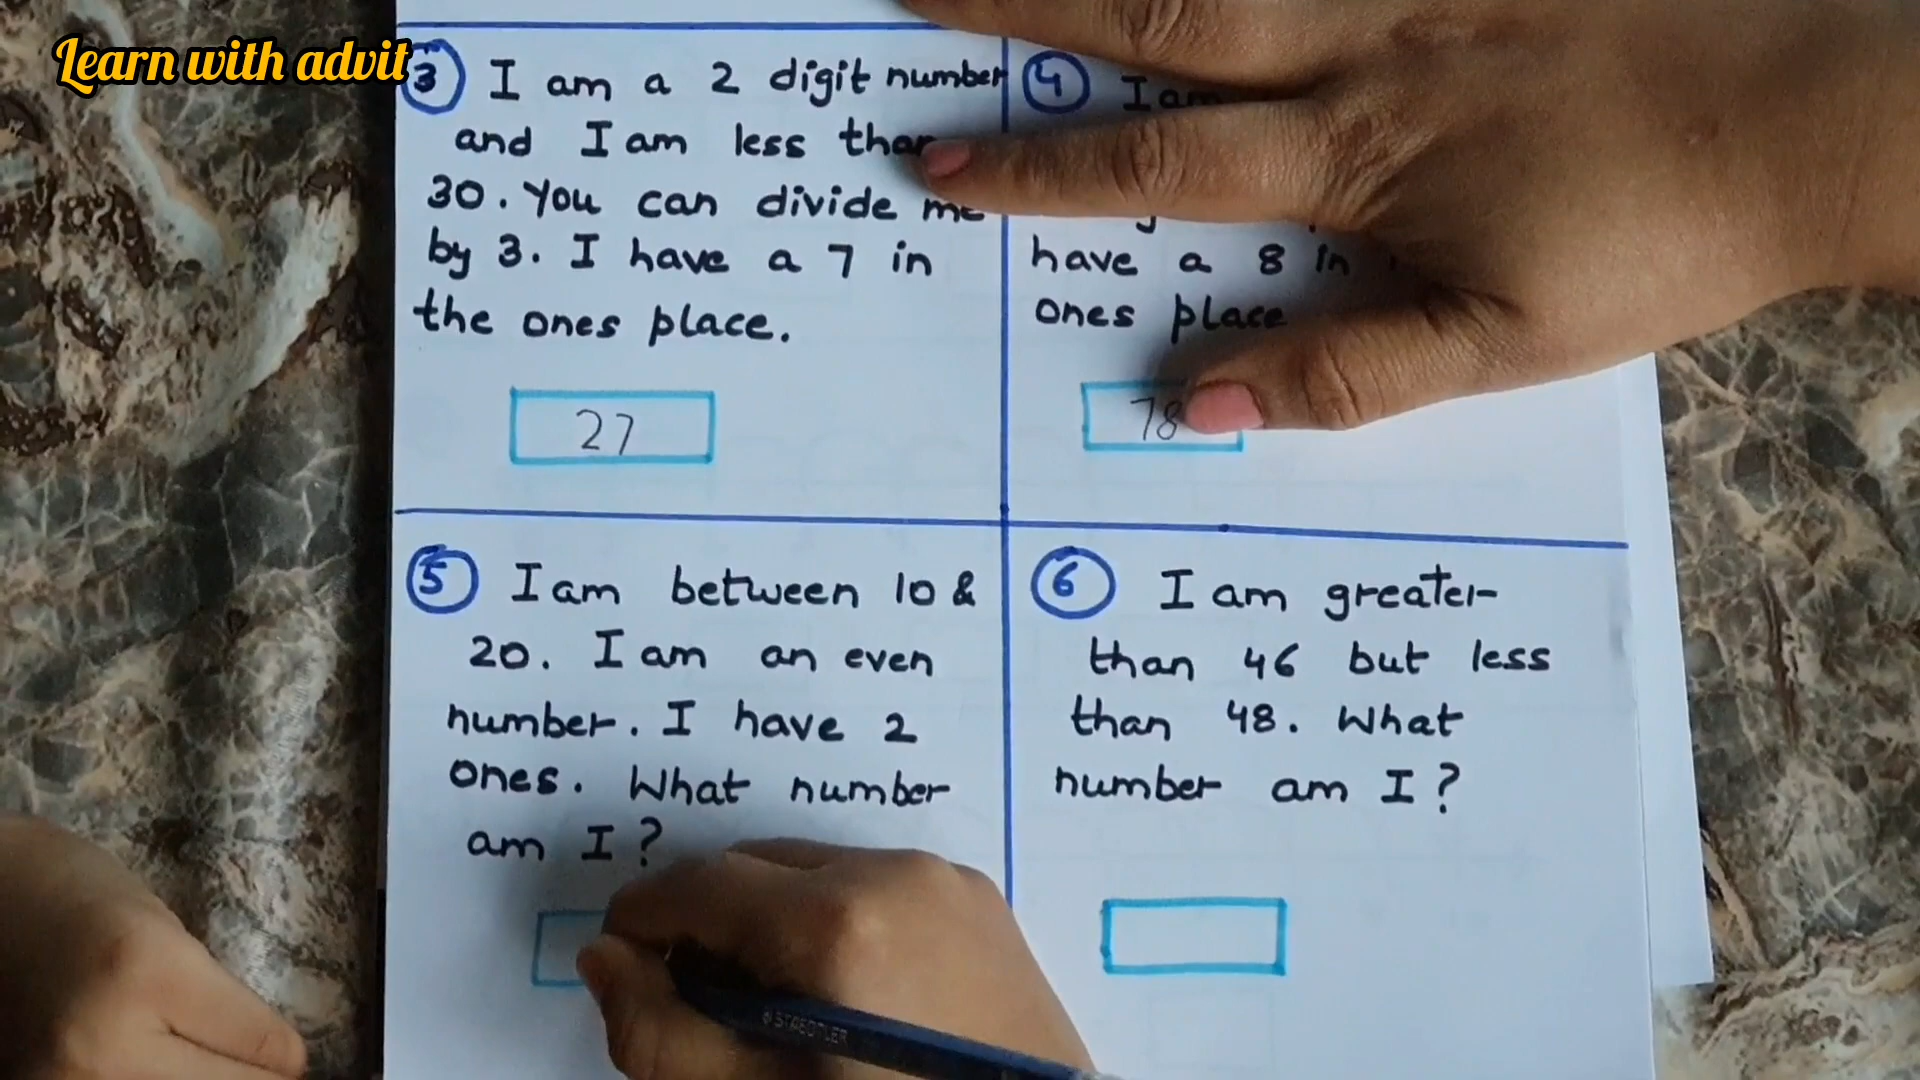 Learn with advit
3 I am a 2 digit number
and I am less than
30. You can divide me
by 3. I have a 7 in
the ones place.
27
4 I am
have a 8 in
ones place
78
5 I am between 10 &
20. I am an even
number. I have 2
ones. What number
am I?
6 I am greater
than 46 but less
than 48. What
number am I?
STAEDTLER